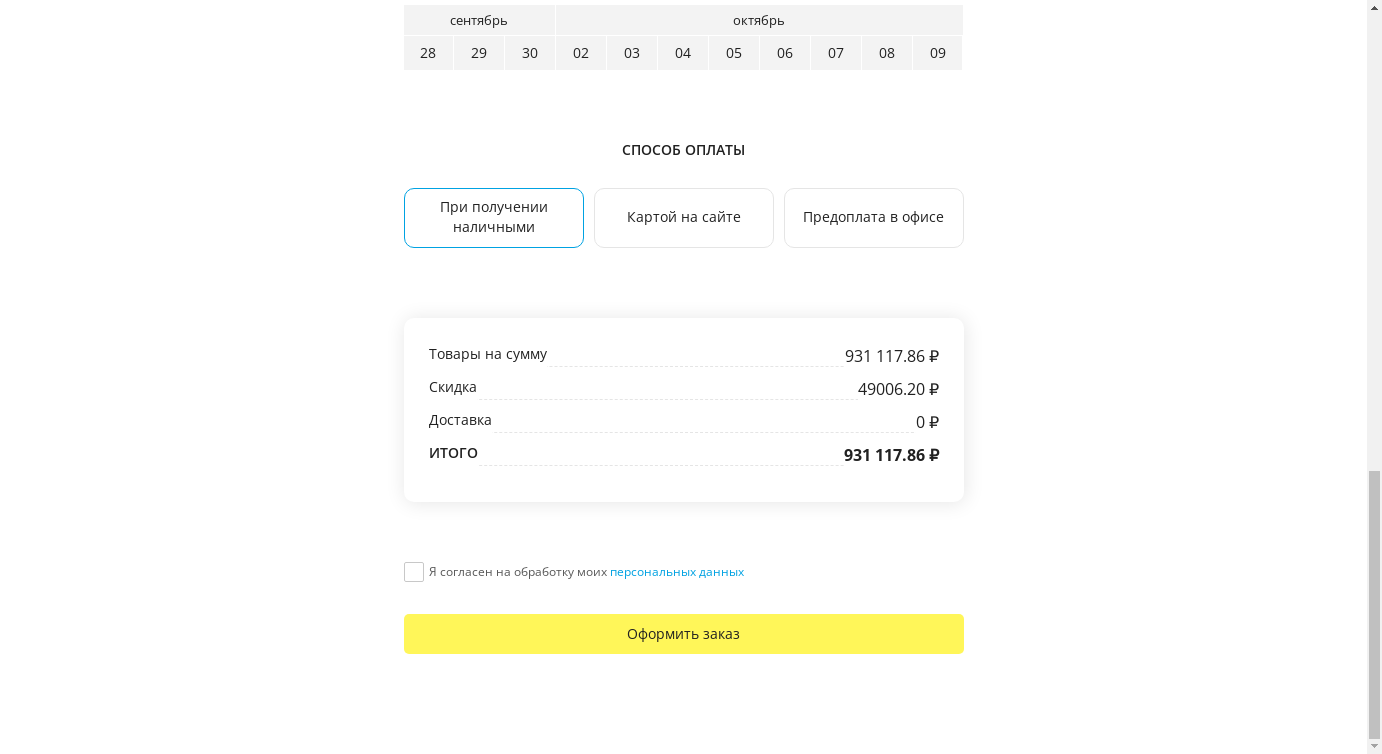 сентябрь октябрь
28 29 30 02 03 04 05 06 07 08 09
СПОСОБ ОПЛАТЫ
При получении
наличными
Картой на сайте
Предоплата в офисе
Товары на сумму 931 117.86 ₽
Скидка 49006.20 ₽
Доставка 0 ₽
ИТОГО 931 117.86 ₽
Я согласен на обработку моих персональных данных
Оформить заказ